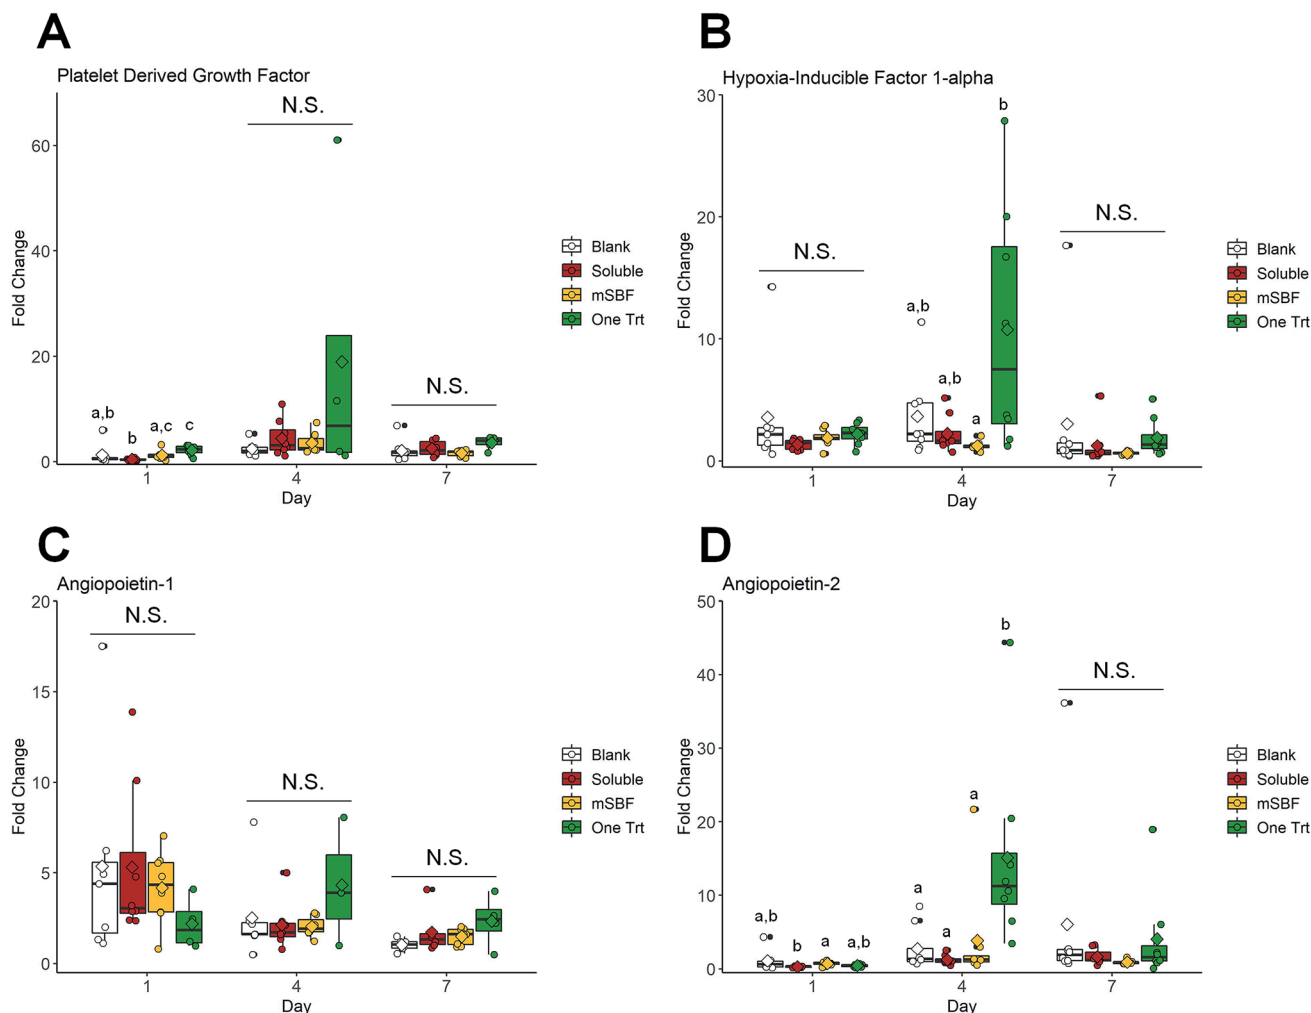 A
Platelet Derived Growth Factor
Fold Change
60
40
20
0
a,b
b
a,c
c
N.S.
N.S.
1
4
7
Day
Blank
Soluble
mSBF
One Trt
B
Hypoxia-Inducible Factor 1-alpha
Fold Change
30
20
10
0
N.S.
a,b
a,b
a
b
N.S.
1
4
7
Day
Blank
Soluble
mSBF
One Trt
C
Angiopoietin-1
Fold Change
20
15
10
5
0
N.S.
N.S.
N.S.
1
4
7
Day
Blank
Soluble
mSBF
One Trt
D
Angiopoietin-2
Fold Change
50
40
30
20
10
0
a,b
b
a
a,b
a
a
a
b
N.S.
1
4
7
Day
Blank
Soluble
mSBF
One Trt